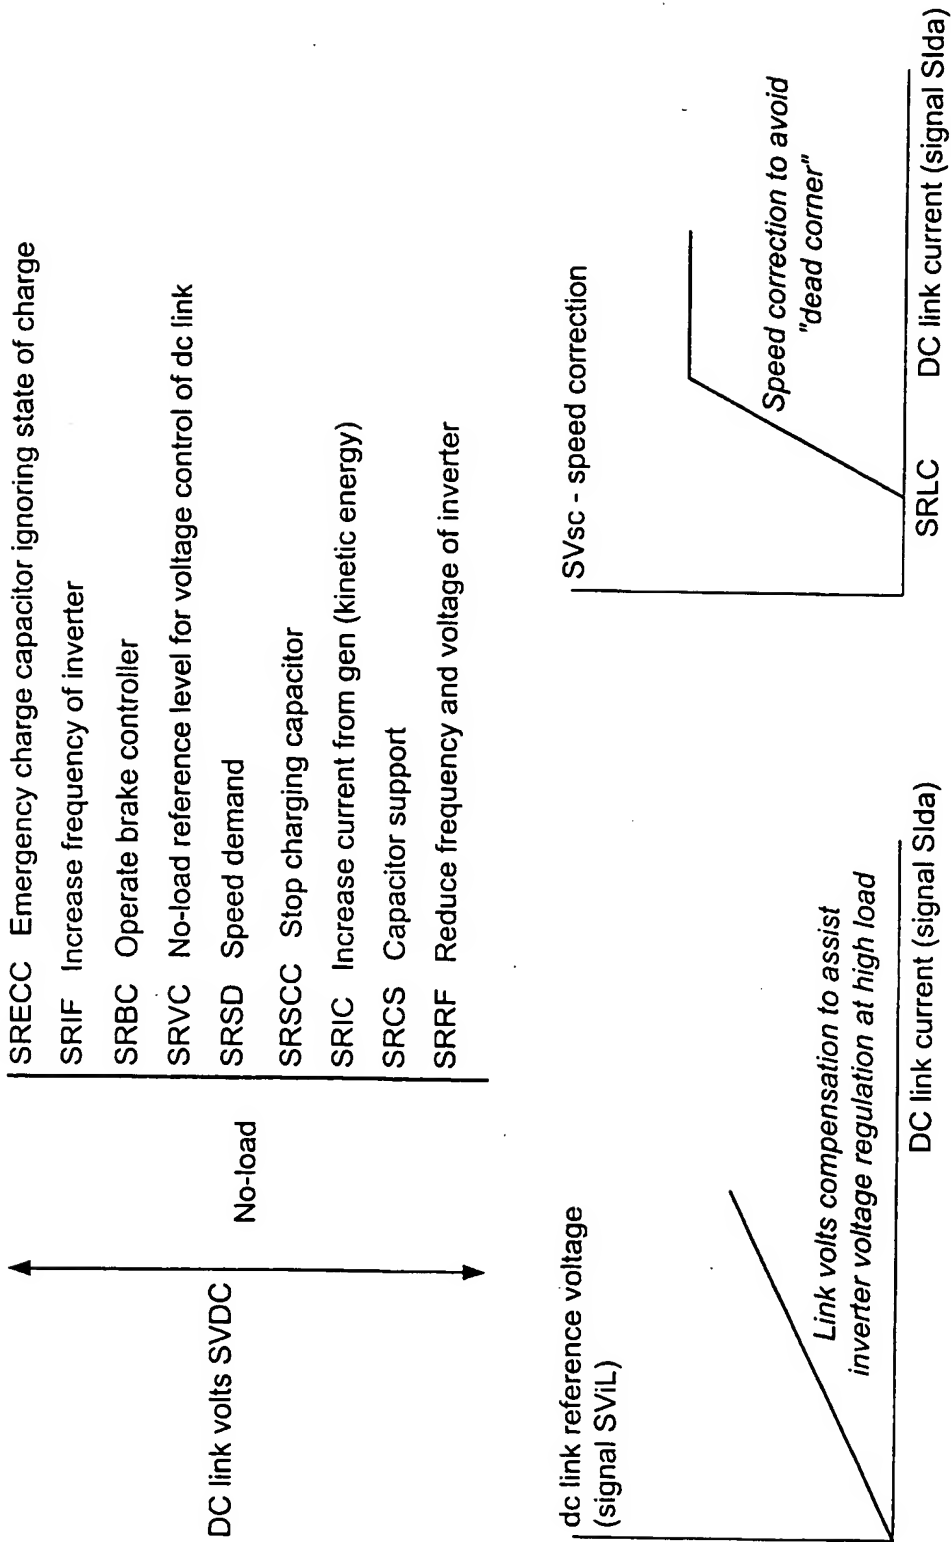 DC link volts SVDC
No-load
SRECC Emergency charge capacitor ignoring state of charge
SRIF Increase frequency of inverter
SRBC Operate brake controller
SRVC No-load reference level for voltage control of dc link
SRSD Speed demand
SRSCC Stop charging capacitor
SRIC Increase current from gen (kinetic energy)
SRCS Capacitor support
SRRF Reduce frequency and voltage of inverter
dc link reference voltage
(signal SViL)
Link volts compensation to assist
inverter voltage regulation at high load
DC link current (signal SIda)
SVsc - speed correction
Speed correction to avoid
"dead corner"
SRLC
DC link current (signal SIda)